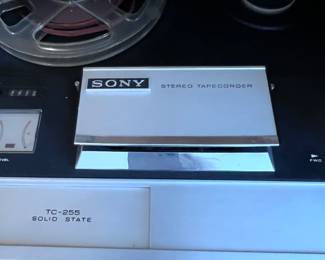 SONY STEREO TAPECORDER
FWD
TC-255
SOLID STATE